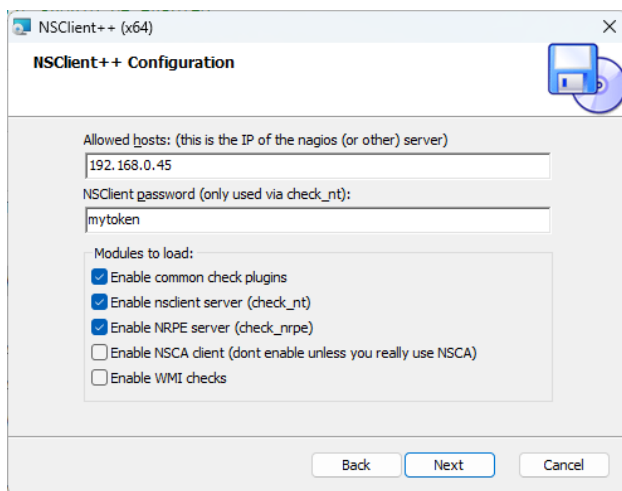 NSClient++ (x64)
NSClient++ Configuration
Allowed hosts: (this is the IP of the nagios (or other) server)
192.168.0.45
NSClient password (only used via check_nt):
mytoken
Modules to load:
Enable common check plugins
Enable nsclient server (check_nt)
Enable NRPE server (check_nrpe)
Enable NSCA client (dont enable unless you really use NSCA)
Enable WMI checks
Back Next Cancel